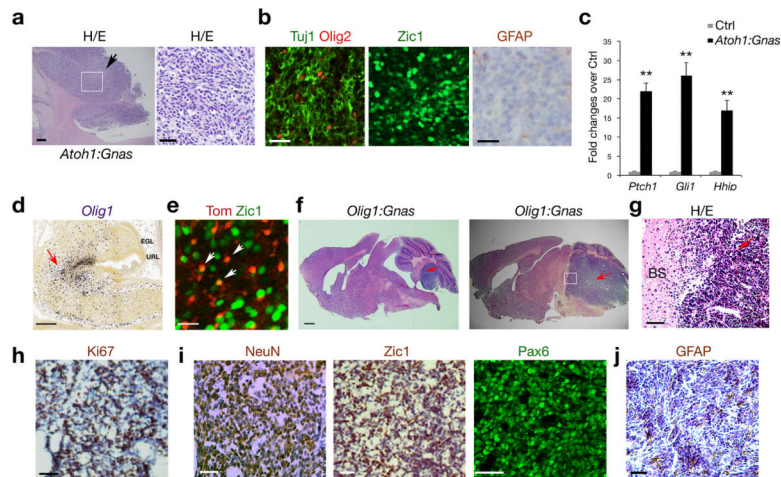 a
H/E
H/E
Atoh1:Gnas
b
Tuj1 Olig2
Zic1
GFAP
c
Ctrl
Atoh1:Gnas
Fold changes over Ctrl
35
30
25
20
15
10
5
0
**
**
**
Ptch1
Gli1
Hhip
d
Olig1
EGL
URL
e
Tom Zic1
f
Olig1:Gnas
Olig1:Gnas
g
H/E
BS
h
Ki67
i
NeuN
Zic1
Pax6
j
GFAP